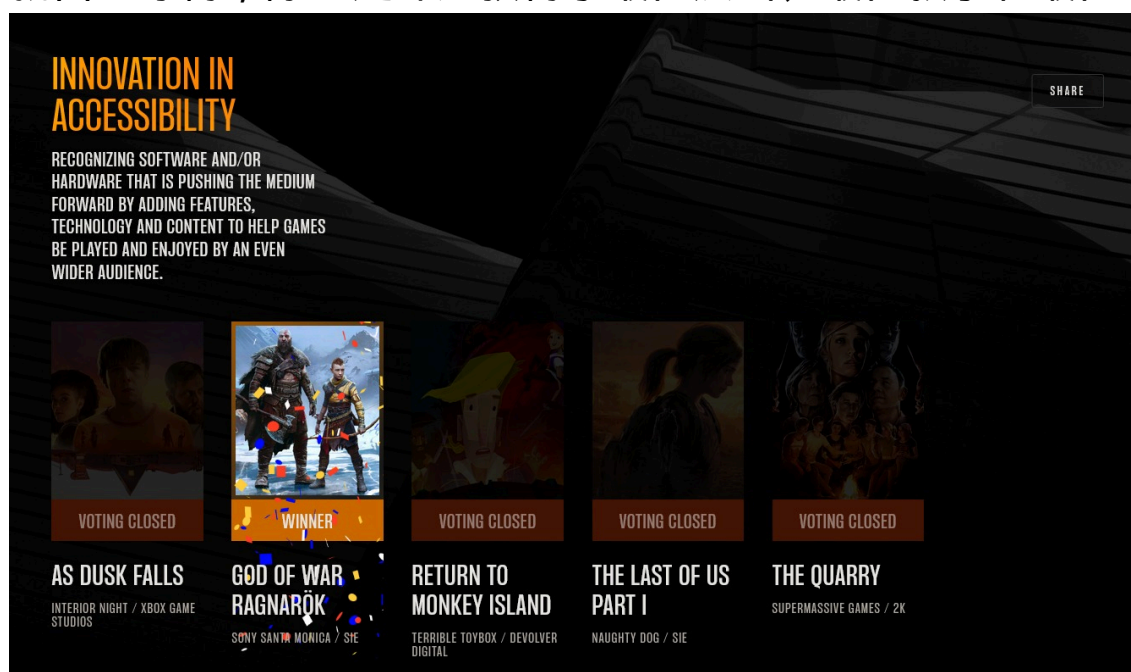 INNOVATION IN
ACCESSIBILITY
SHARE
RECOGNIZING SOFTWARE AND/OR
HARDWARE THAT IS PUSHING THE MEDIUM
FORWARD BY ADDING FEATURES,
TECHNOLOGY AND CONTENT TO HELP GAMES
BE PLAYED AND ENJOYED BY AN EVEN
WIDER AUDIENCE.
VOTING CLOSED
AS DUSK FALLS
INTERIOR NIGHT / XBOX GAME
STUDIOS
WINNER
GOD OF WAR
RAGNARÖK
SONY SANTA MONICA / SIE
VOTING CLOSED
RETURN TO
MONKEY ISLAND
TERRIBLE TOYBOX / DEVOLVER
DIGITAL
VOTING CLOSED
THE LAST OF US
PART I
NAUGHTY DOG / SIE
VOTING CLOSED
THE QUARRY
SUPERMASSIVE GAMES / 2K